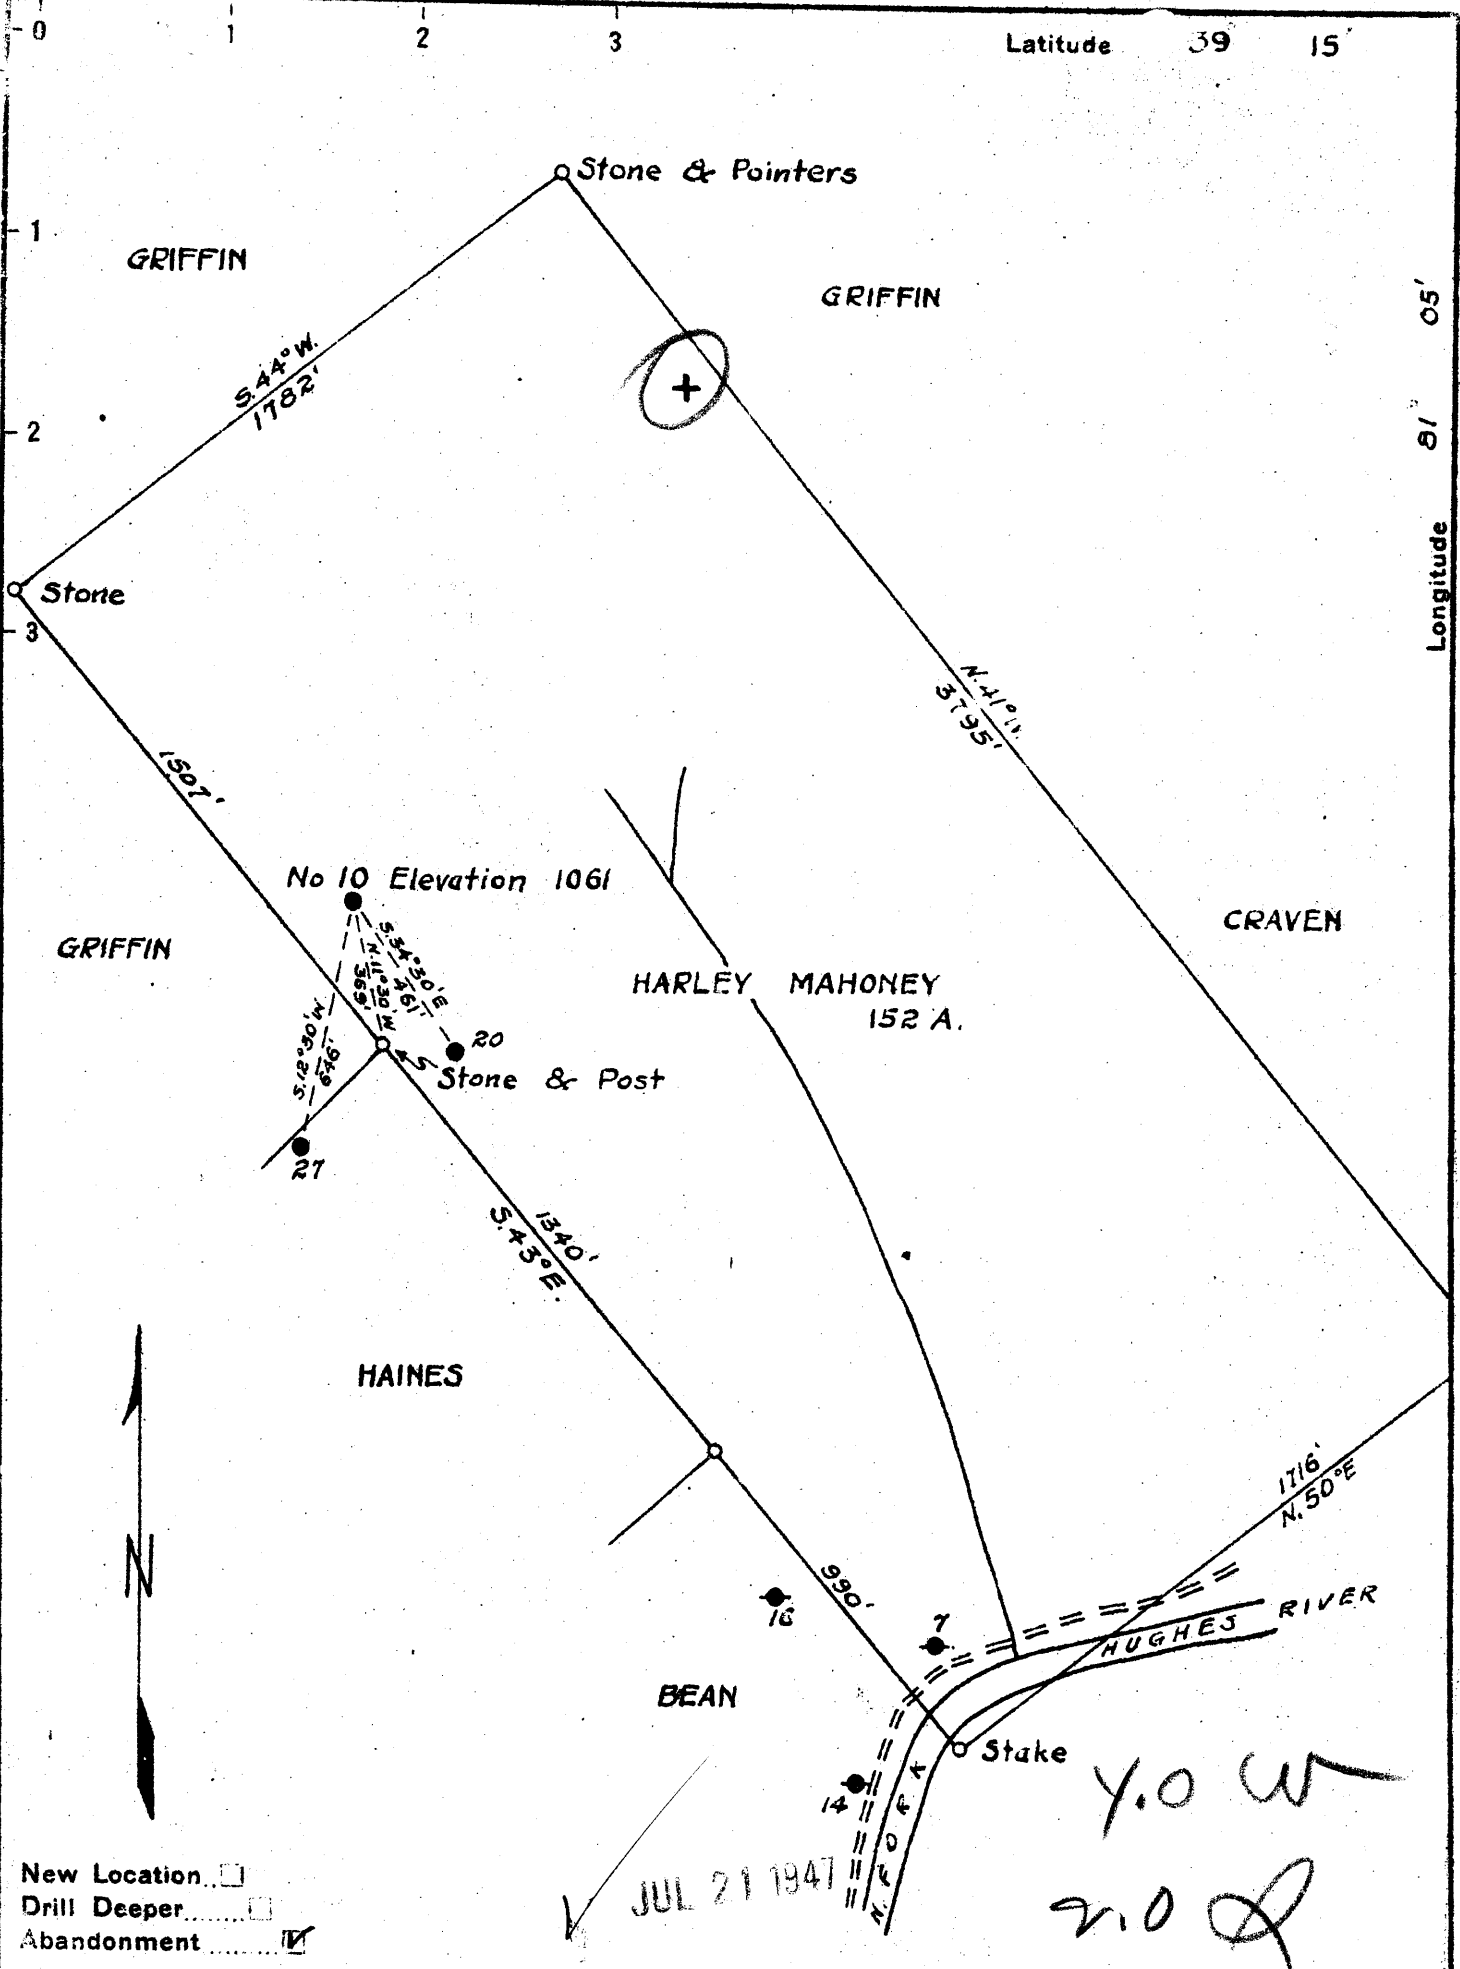 0 1 2 3 Latitude 39 15'
Stone & Pointers
1
GRIFFIN
GRIFFIN
05'
81°
Longitude
S.44°W.
1782'
2
Stone
3
N.41°W.
3795'
1507'
No 10 Elevation 1061
GRIFFIN
CRAVEN
S.34°30'E
461'
N.11°30'W
369'
S.12°30'W
646'
HARLEY MAHONEY
152 A.
20
Stone & Post
27
1340'
S.43°E.
HAINES
N
1716'
N.50°E
990'
16
7
HUGHES RIVER
BEAN
Stake
14
N. FORK
JUL 21 1947
New Location
Drill Deeper
Abandonment